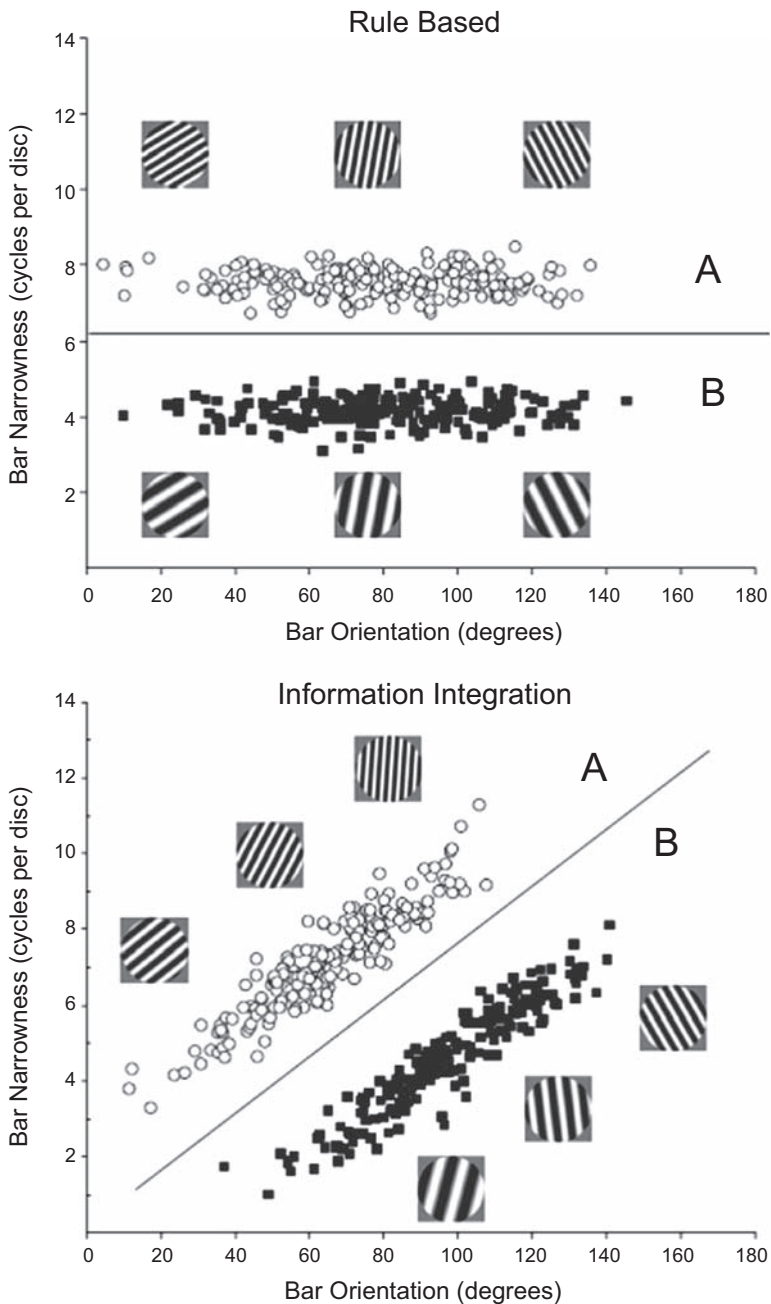 Rule Based
Bar Narrowness (cycles per disc)
14
12
10
8
6
4
2
A
B
0 20 40 60 80 100 120 140 160 180
Bar Orientation (degrees)
Information Integration
Bar Narrowness (cycles per disc)
14
12
10
8
6
4
2
A
B
0 20 40 60 80 100 120 140 160 180
Bar Orientation (degrees)